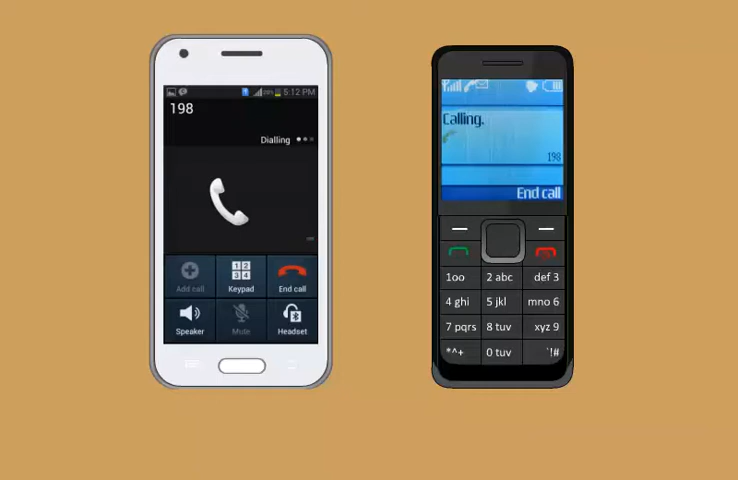 5:12 PM
198
Dialling
Add call
Keypad
End call
Speaker
Mute
Headset
Calling.
198
End call
1oo
2 abc
def 3
4 ghi
5 jkl
mno 6
7 pqrs
8 tuv
xyz 9
*^+
0 tuv
`!#